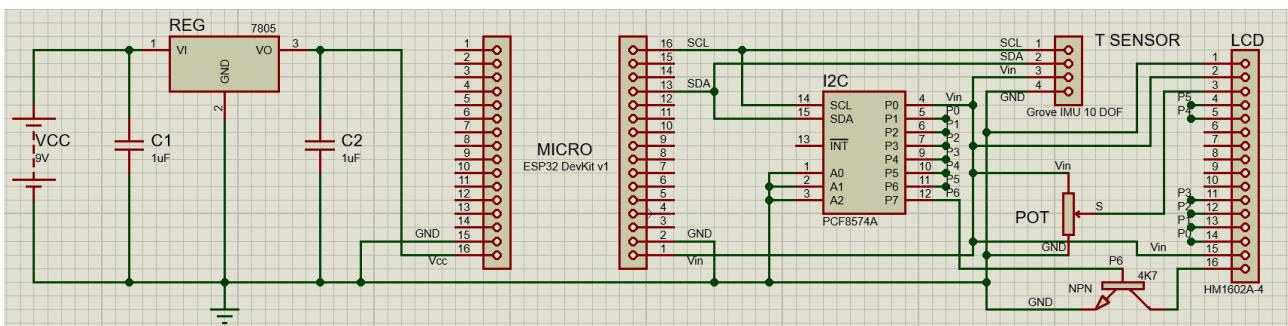 REG
7805
1
VI
VO
3
GND
2
VCC
9V
C1
1uF
C2
1uF
1
2
3
4
5
6
7
8
9
10
11
12
13
14
GND
15
16
Vcc
MICRO
ESP32 DevKit v1
16
SCL
15
14
13
SDA
12
11
10
9
8
7
6
5
4
3
2
GND
1
Vin
I2C
14
SCL
15
SDA
13
INT
1
A0
2
A1
3
A2
P0
4
Vin
P1
5
P0
P2
6
P1
P3
7
P2
P4
9
P3
P5
10
P4
P6
11
P5
P7
12
P6
PCF8574A
T SENSOR
SCL
1
SDA
2
Vin
3
GND
4
Grove IMU 10 DOF
Vin
POT
S
GND
P6
4K7
NPN
GND
LCD
1
2
3
P5
4
P4
5
6
7
8
9
10
P3
11
P2
12
P1
13
P0
14
Vin
15
16
HM1602A-4